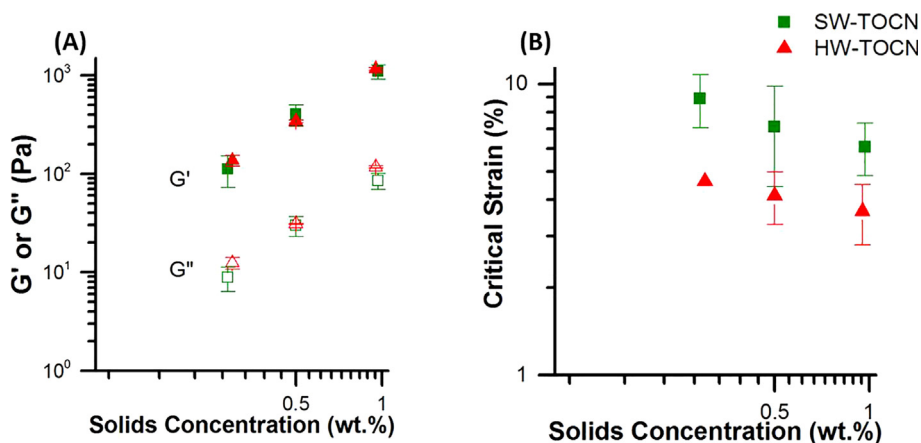 (A)
G' or G" (Pa)
10³
10²
10¹
10⁰
G'
G"
0.5
1
Solids Concentration (wt.%)
(B)
SW-TOCN
HW-TOCN
Critical Strain (%)
10
1
0.5
1
Solids Concentration (wt.%)